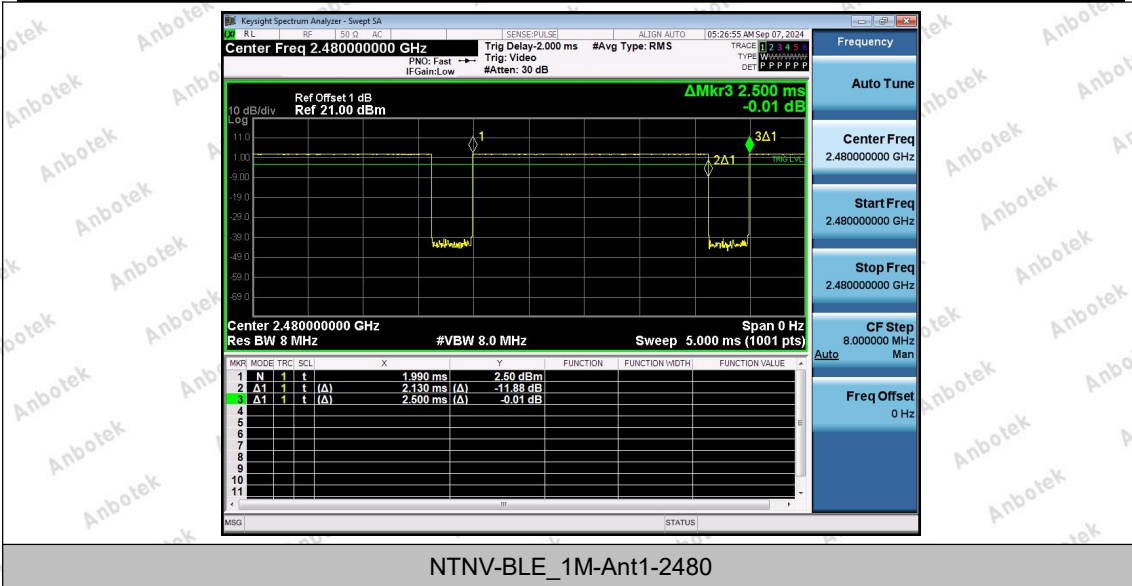 Keysight Spectrum Analyzer - Swept SA
LXI RL RF 50 Ω AC SENSE:PULSE ALIGN AUTO 05:26:55 AM Sep 07, 2024
Center Freq 2.480000000 GHz
PNO: Fast
IFGain:Low
Trig Delay-2.000 ms #Avg Type: RMS
Trig: Video
#Atten: 30 dB
TRACE 1 2 3 4 5 6
TYPE WWWWWW
DET P P P P P P
Frequency
ΔMkr3 2.500 ms
-0.01 dB
Ref Offset 1 dB
10 dB/div Ref 21.00 dBm
Log
11.0
1.00
-9.00
-19.0
-29.0
-39.0
-49.0
-59.0
-69.0
1
2Δ1
3Δ1
TRIG LVL
Center 2.480000000 GHz Span 0 Hz
Res BW 8 MHz #VBW 8.0 MHz Sweep 5.000 ms (1001 pts)
MKR MODE TRC SCL X Y FUNCTION FUNCTION WIDTH FUNCTION VALUE
1 N 1 t 1.990 ms 2.50 dBm
2 Δ1 1 t (Δ) 2.130 ms (Δ) -11.88 dB
3 Δ1 1 t (Δ) 2.500 ms (Δ) -0.01 dB
4
5
6
7
8
9
10
11
MSG STATUS
Auto Tune
Center Freq
2.480000000 GHz
Start Freq
2.480000000 GHz
Stop Freq
2.480000000 GHz
CF Step
8.000000 MHz
Auto Man
Freq Offset
0 Hz
NTNV-BLE_1M-Ant1-2480
Anbotek